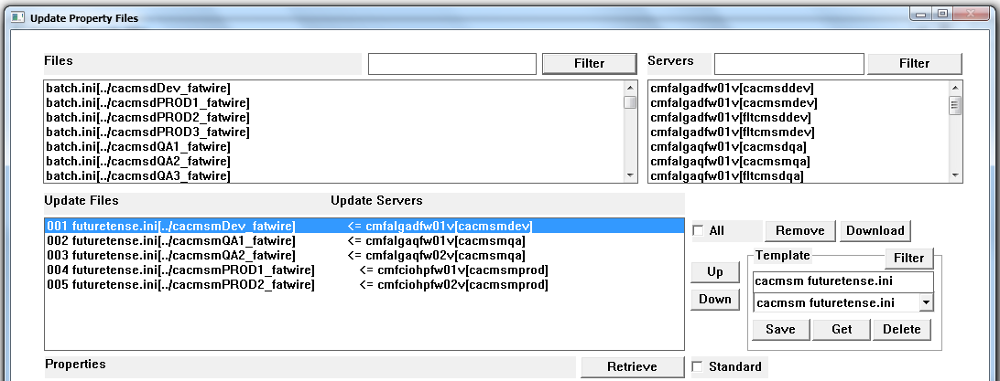 Update Property Files
Files Filter Servers Filter
batch.ini[../cacmsdDev_fatwire]
batch.ini[../cacmsdPROD1_fatwire]
batch.ini[../cacmsdPROD2_fatwire]
batch.ini[../cacmsdPROD3_fatwire]
batch.ini[../cacmsdQA1_fatwire]
batch.ini[../cacmsdQA2_fatwire]
batch.ini[../cacmsdQA3_fatwire]
cmfalgadfw01v[cacmsddev]
cmfalgadfw01v[cacmsmdev]
cmfalgadfw01v[fltcmsddev]
cmfalgadfw01v[fltcmsmdev]
cmfalgaqfw01v[cacmsdqa]
cmfalgaqfw01v[cacmsmqa]
cmfalgaqfw01v[fltcmsdqa]
Update Files Update Servers
001 futuretense.ini[../cacmsmDev_fatwire] <= cmfalgadfw01v[cacmsmdev]
002 futuretense.ini[../cacmsmQA1_fatwire] <= cmfalgaqfw01v[cacmsmqa]
003 futuretense.ini[../cacmsmQA2_fatwire] <= cmfalgaqfw02v[cacmsmqa]
004 futuretense.ini[../cacmsmPROD1_fatwire] <= cmfciohpfw01v[cacmsmprod]
005 futuretense.ini[../cacmsmPROD2_fatwire] <= cmfciohpfw02v[cacmsmprod]
All Remove Download
Up
Down
Template Filter
cacmsm futuretense.ini
cacmsm futuretense.ini
Save Get Delete
Properties Retrieve Standard